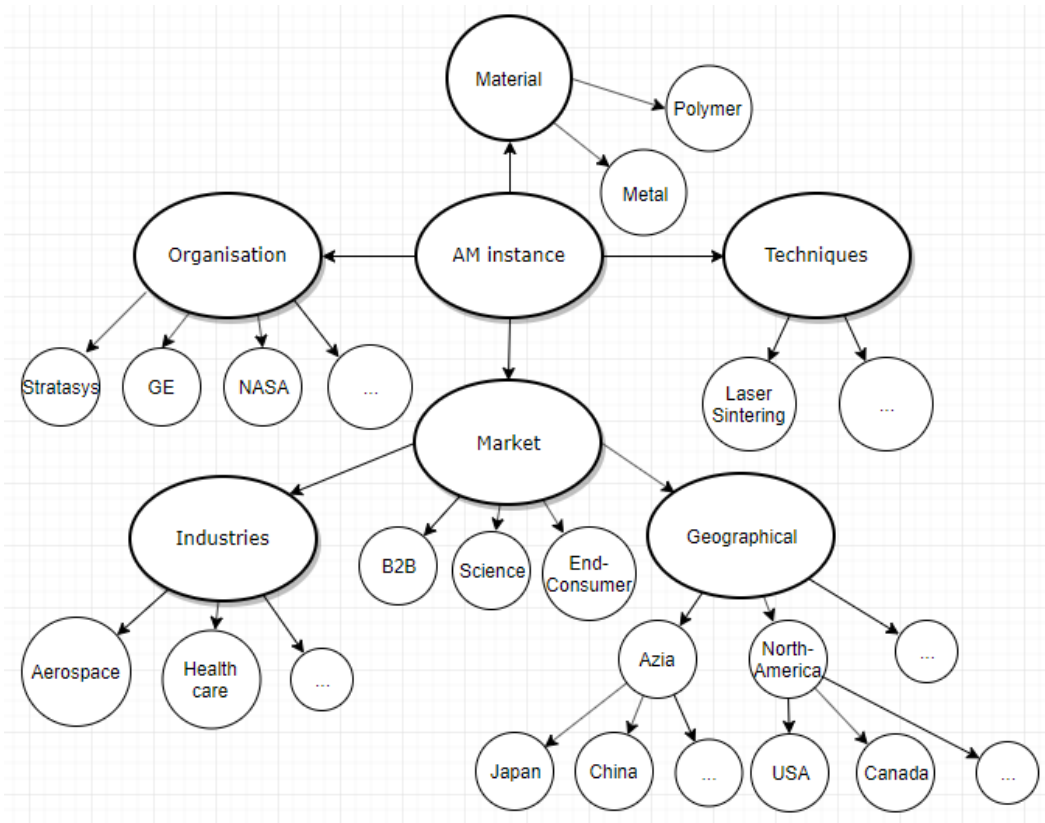 Material
Polymer
Metal
Organisation
AM instance
Techniques
Stratasys
GE
NASA
...
Laser
Sintering
...
Market
Industries
B2B
Science
End-
Consumer
Geographical
Aerospace
Health
care
...
Azia
North-
America
...
Japan
China
...
USA
Canada
...